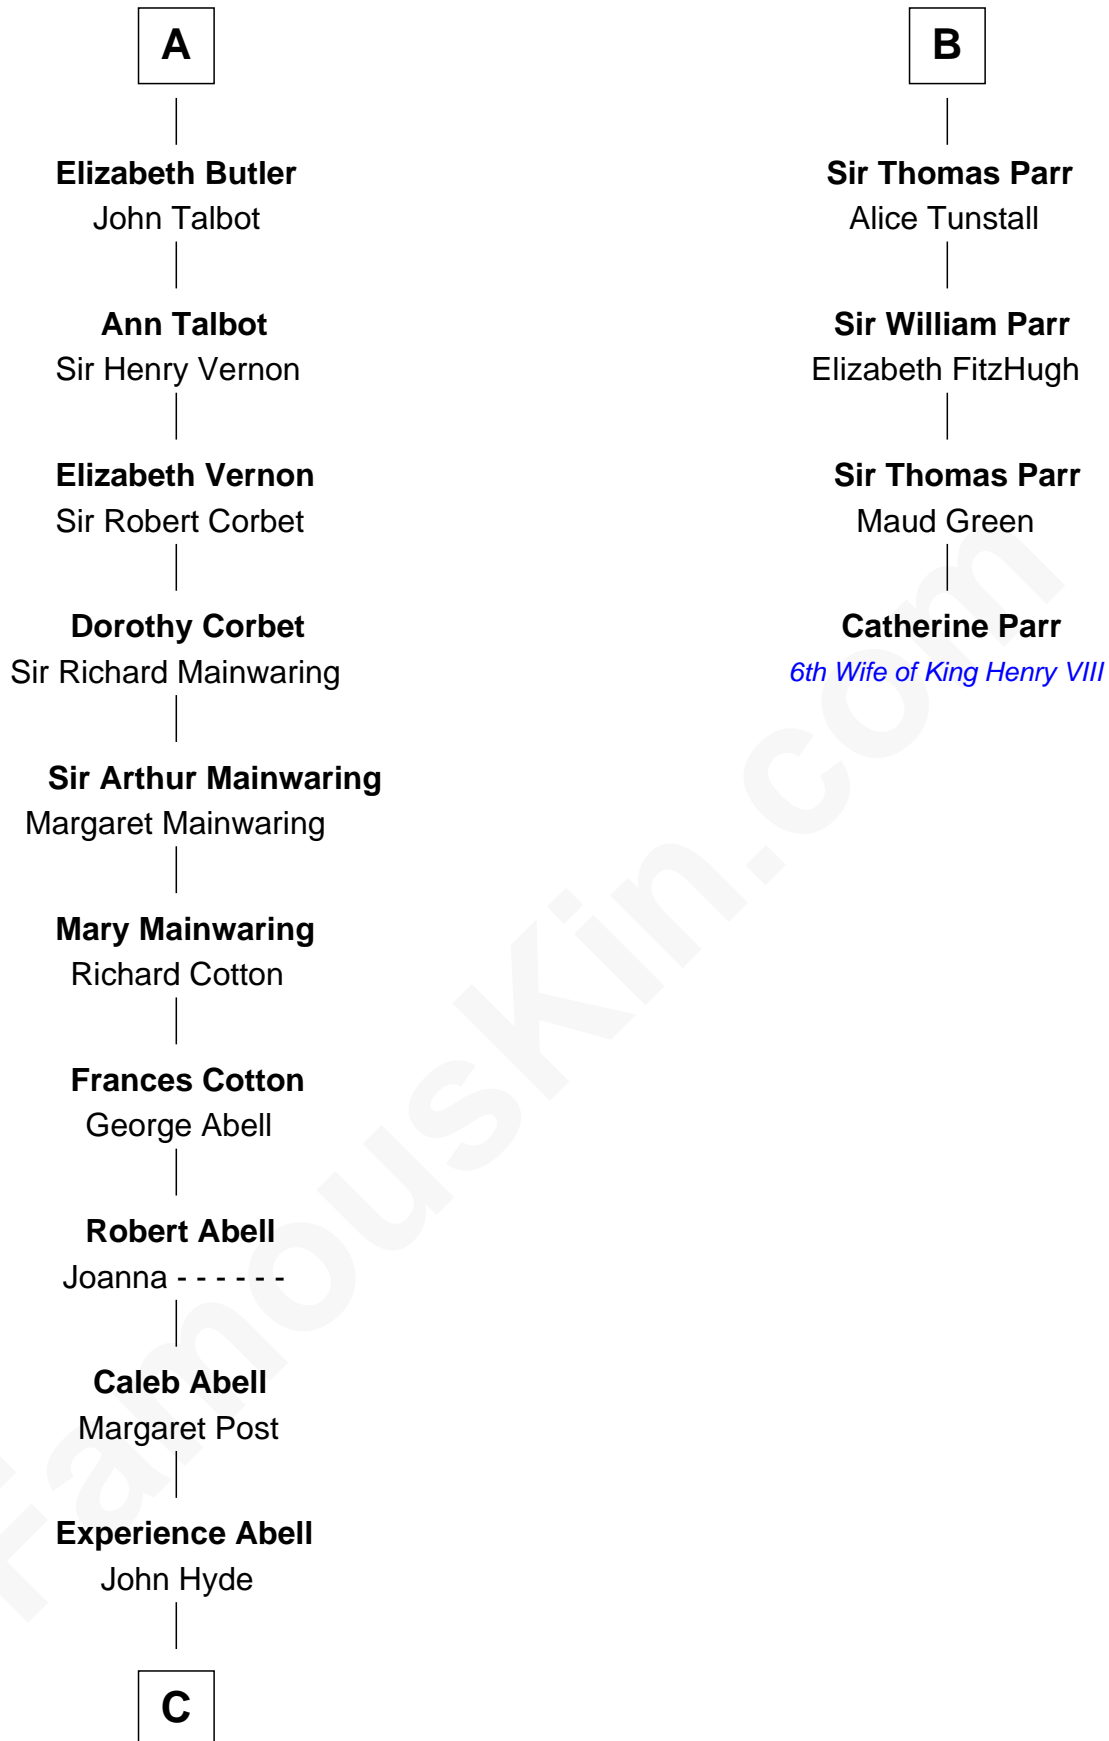 A
Elizabeth Butler
John Talbot
Ann Talbot
Sir Henry Vernon
Elizabeth Vernon
Sir Robert Corbet
Dorothy Corbet
Sir Richard Mainwaring
Sir Arthur Mainwaring
Margaret Mainwaring
Mary Mainwaring
Richard Cotton
Frances Cotton
George Abell
Robert Abell
Joanna - - - - - -
Caleb Abell
Margaret Post
Experience Abell
John Hyde
C
B
Sir Thomas Parr
Alice Tunstall
Sir William Parr
Elizabeth FitzHugh
Sir Thomas Parr
Maud Green
Catherine Parr
6th Wife of King Henry VIII
FamousKin.com